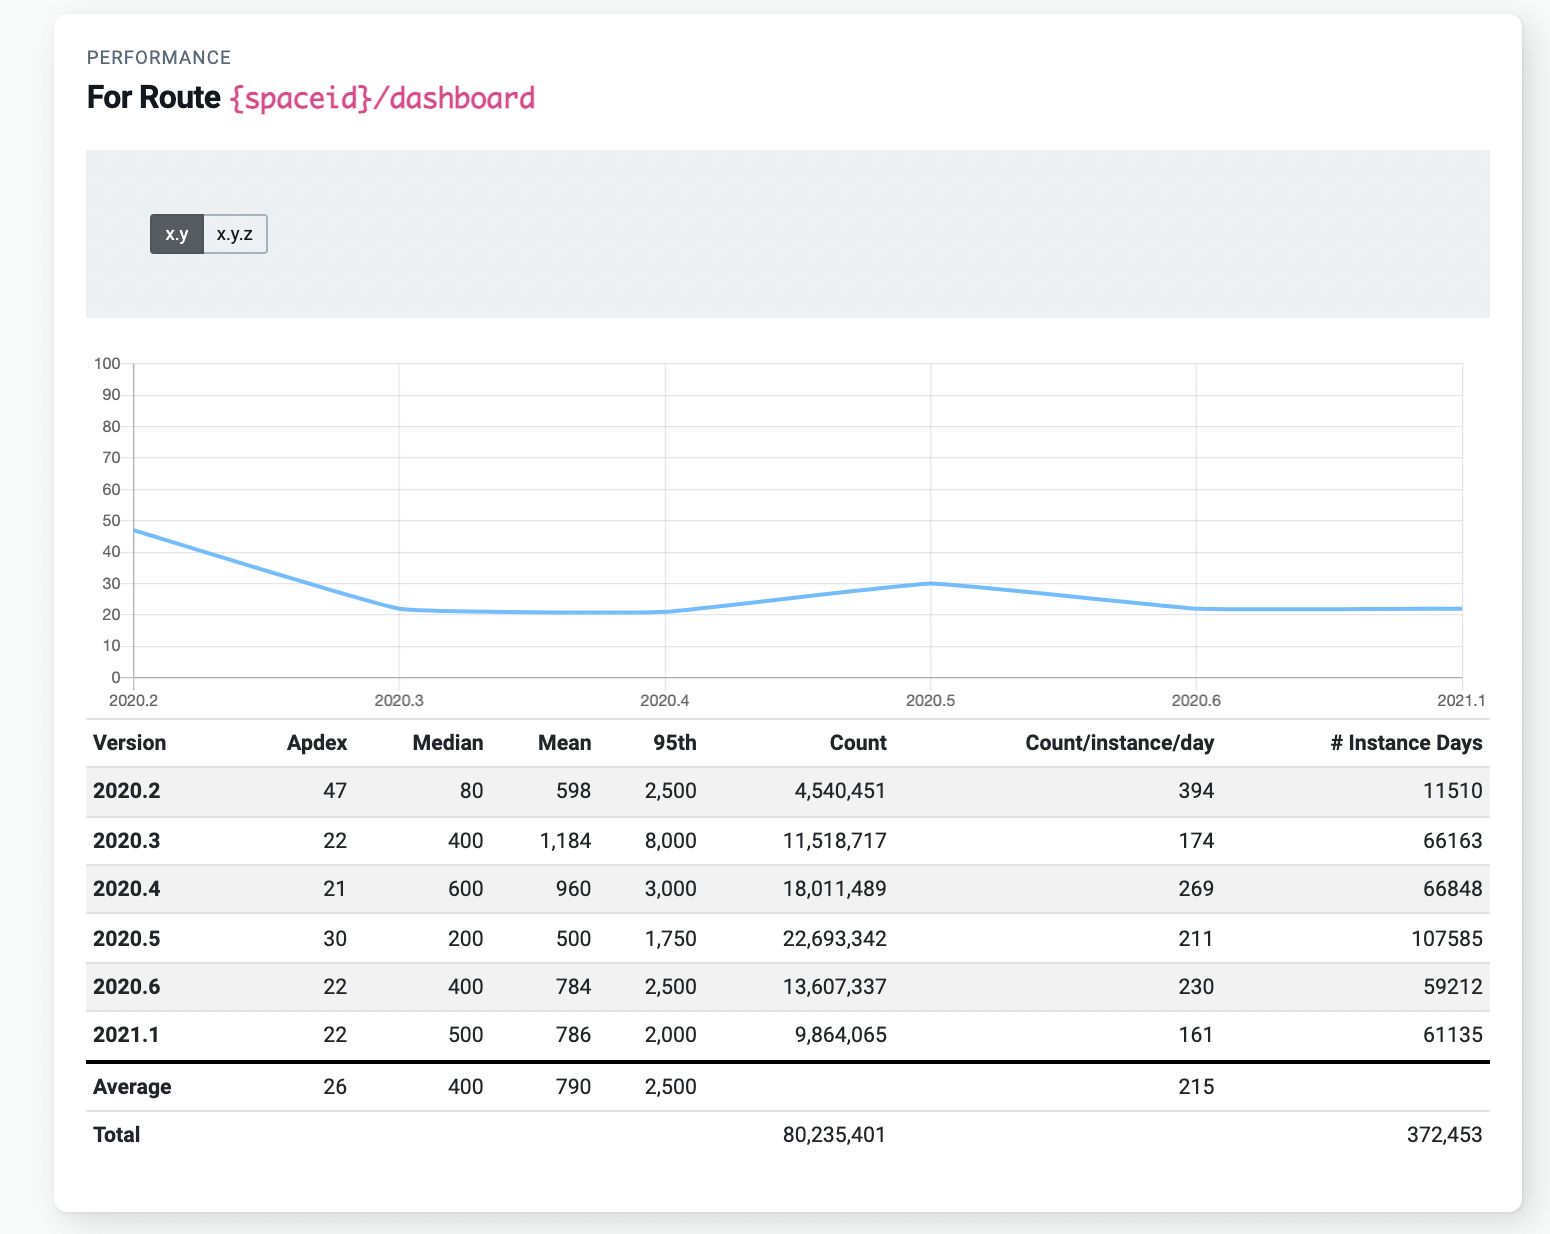 PERFORMANCE
For Route {spaceid}/dashboard
x.y x.y.z
100
90
80
70
60
50
40
30
20
10
0
2020.2 2020.3 2020.4 2020.5 2020.6 2021.1
Version Apdex Median Mean 95th Count Count/instance/day # Instance Days
2020.2 47 80 598 2,500 4,540,451 394 11510
2020.3 22 400 1,184 8,000 11,518,717 174 66163
2020.4 21 600 960 3,000 18,011,489 269 66848
2020.5 30 200 500 1,750 22,693,342 211 107585
2020.6 22 400 784 2,500 13,607,337 230 59212
2021.1 22 500 786 2,000 9,864,065 161 61135
Average 26 400 790 2,500 215
Total 80,235,401 372,453